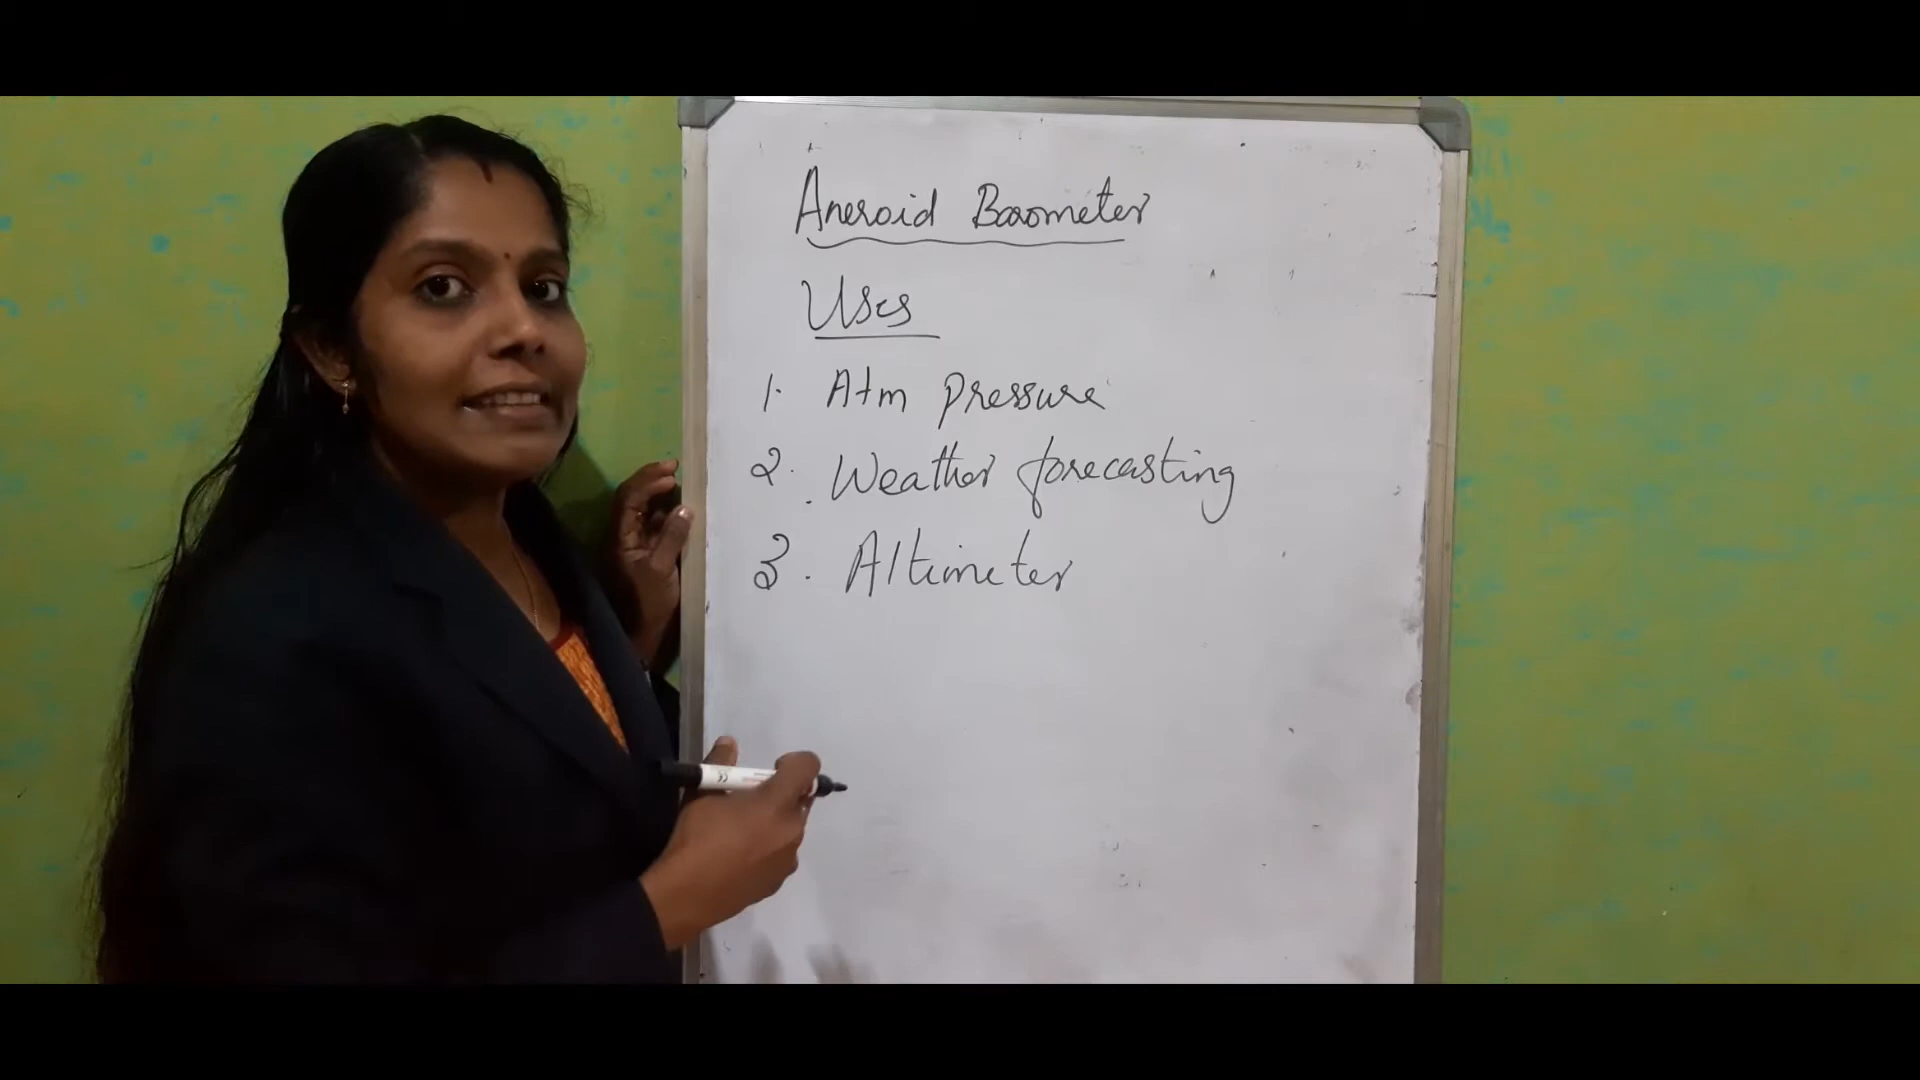 Aneroid Barometer
Uses
1. Atm pressure
2. Weather forecasting
3. Altimeter